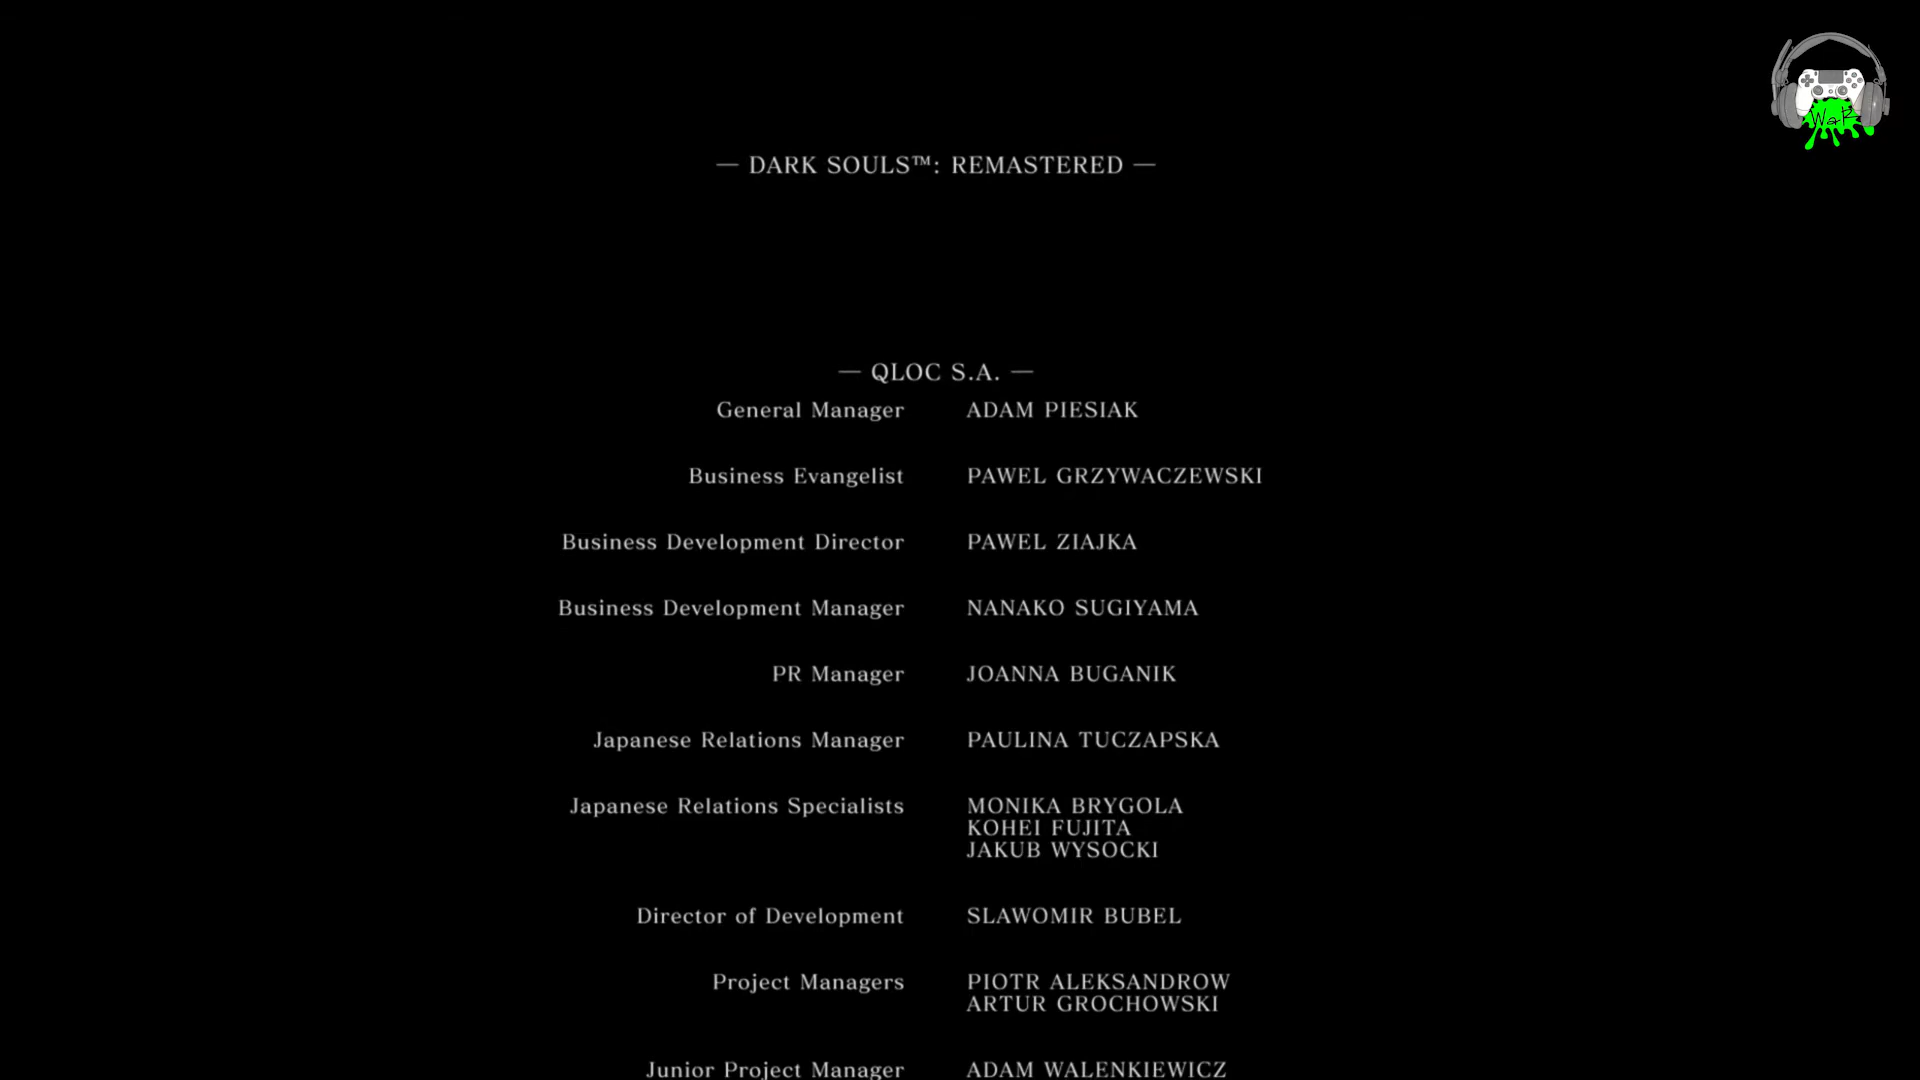 — DARK SOULS™: REMASTERED —
— QLOC S.A. —
General Manager ADAM PIESIAK
Business Evangelist PAWEL GRZYWACZEWSKI
Business Development Director PAWEL ZIAJKA
Business Development Manager NANAKO SUGIYAMA
PR Manager JOANNA BUGANIK
Japanese Relations Manager PAULINA TUCZAPSKA
Japanese Relations Specialists MONIKA BRYGOLA
KOHEI FUJITA
JAKUB WYSOCKI
Director of Development SLAWOMIR BUBEL
Project Managers PIOTR ALEKSANDROW
ARTUR GROCHOWSKI
Junior Project Manager ADAM WALENKIEWICZ